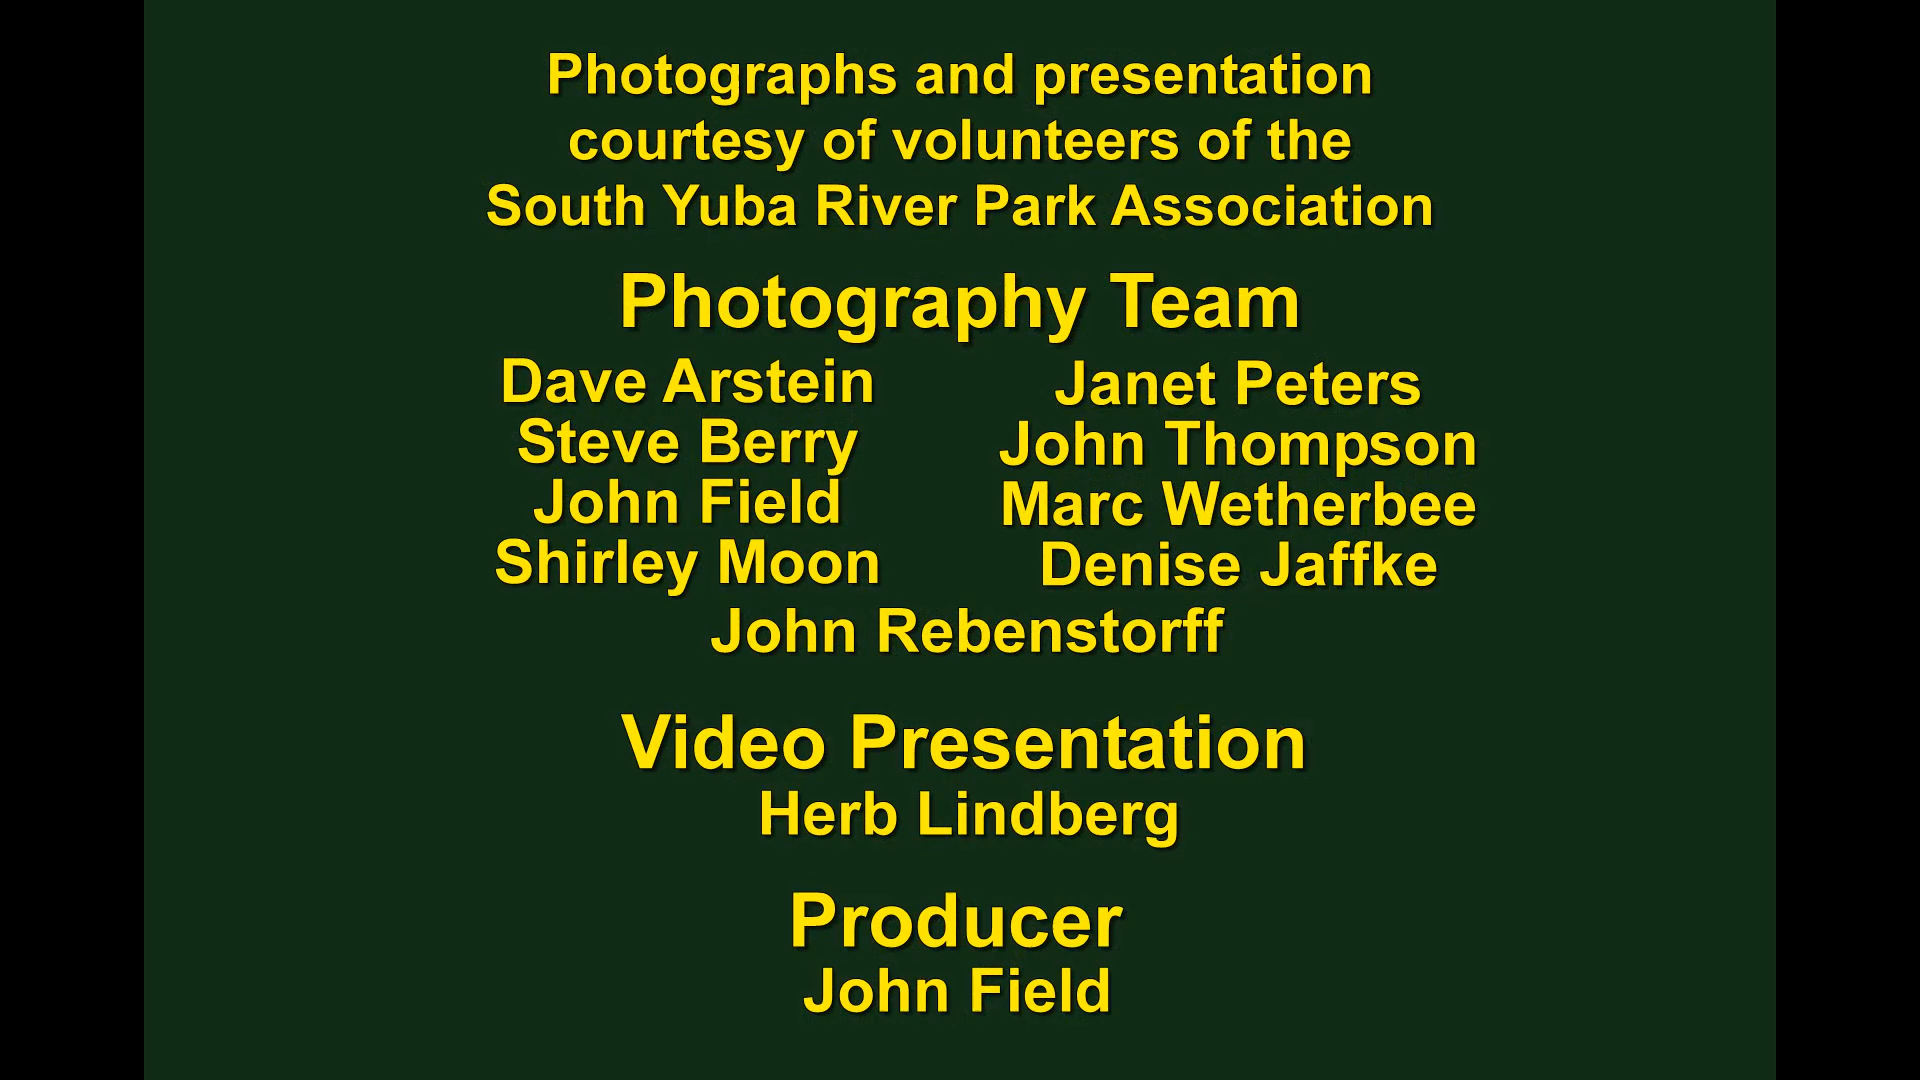 Photographs and presentation
courtesy of volunteers of the
South Yuba River Park Association
Photography Team
Dave Arstein
Steve Berry
John Field
Shirley Moon
Janet Peters
John Thompson
Marc Wetherbee
Denise Jaffke
John Rebenstorff
Video Presentation
Herb Lindberg
Producer
John Field